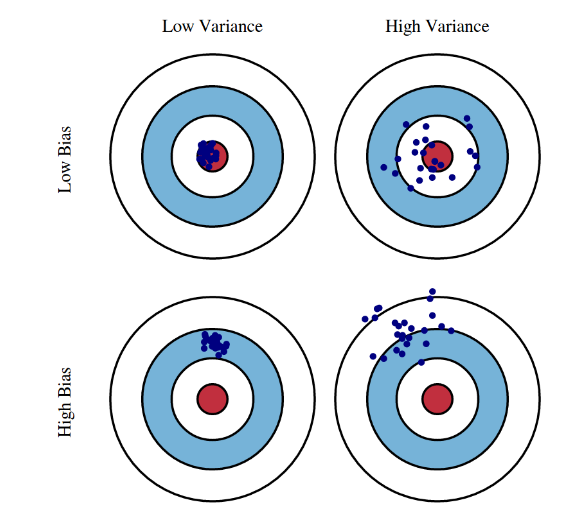 Low Variance
High Variance
Low Bias
High Bias